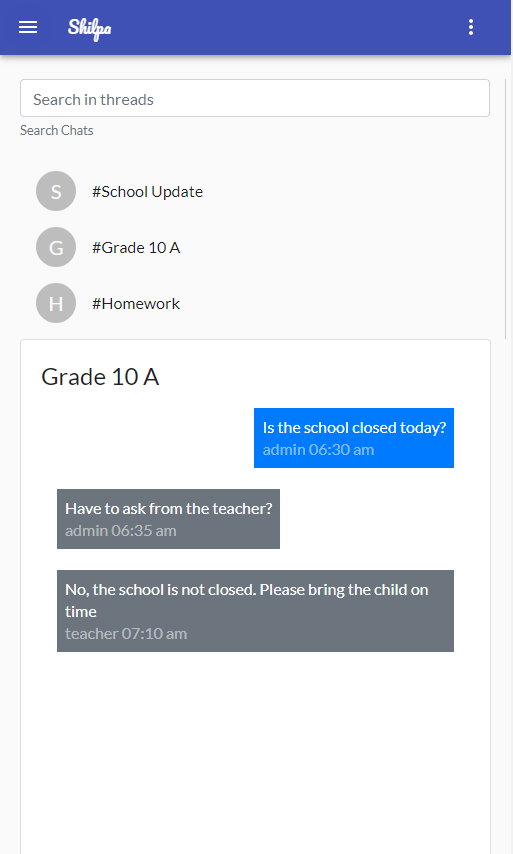 Shilpa
Search in threads
Search Chats
S
#School Update
G
#Grade 10 A
H
#Homework
Grade 10 A
Is the school closed today?
admin 06:30 am
Have to ask from the teacher?
admin 06:35 am
No, the school is not closed. Please bring the child on
time
teacher 07:10 am